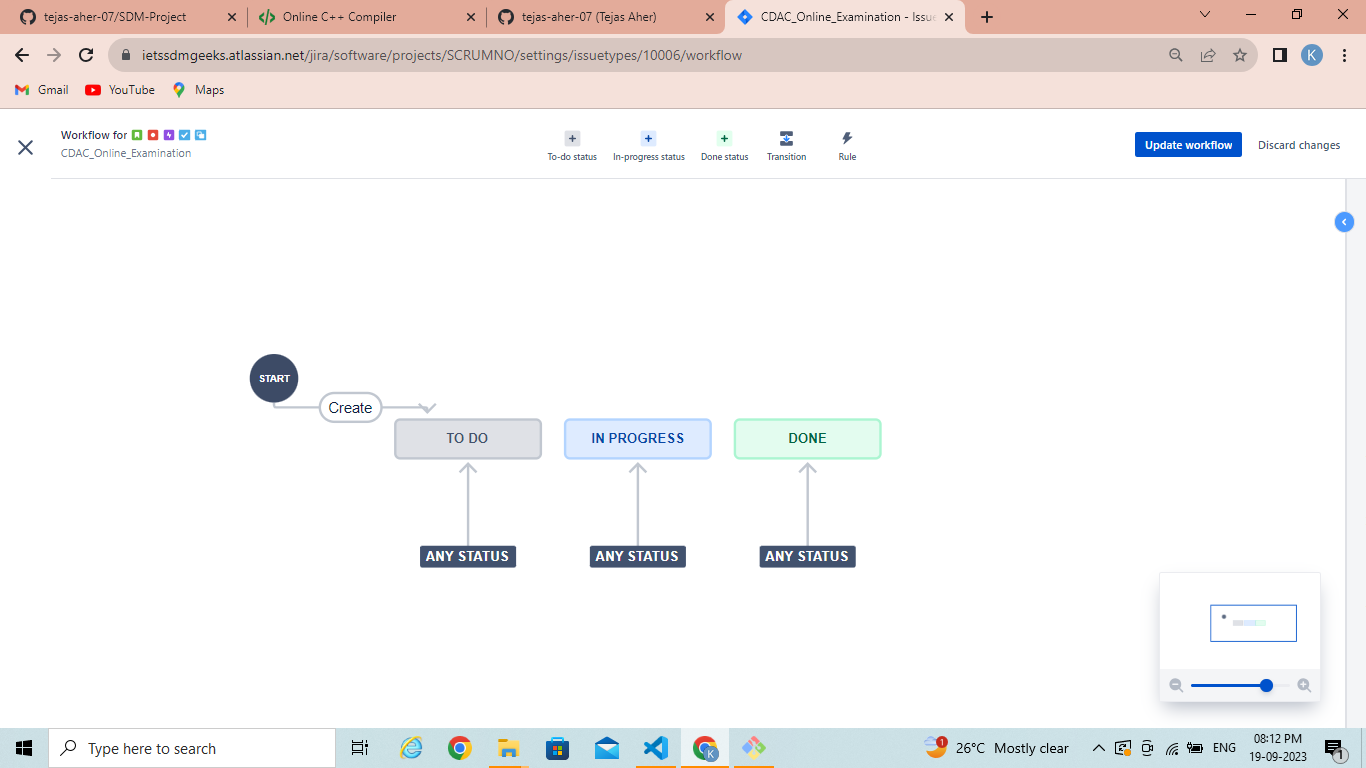 tejas-aher-07/SDM-Project
Online C++ Compiler
tejas-aher-07 (Tejas Aher)
CDAC_Online_Examination - Issue
ietssdmgeeks.atlassian.net/jira/software/projects/SCRUMNO/settings/issuetypes/10006/workflow
K
Gmail
YouTube
Maps
Workflow for
CDAC_Online_Examination
To-do status
In-progress status
Done status
Transition
Rule
Update workflow
Discard changes
START
Create
TO DO
IN PROGRESS
DONE
ANY STATUS
ANY STATUS
ANY STATUS
Type here to search
K
1
26°C Mostly clear
ENG
08:12 PM
19-09-2023
1